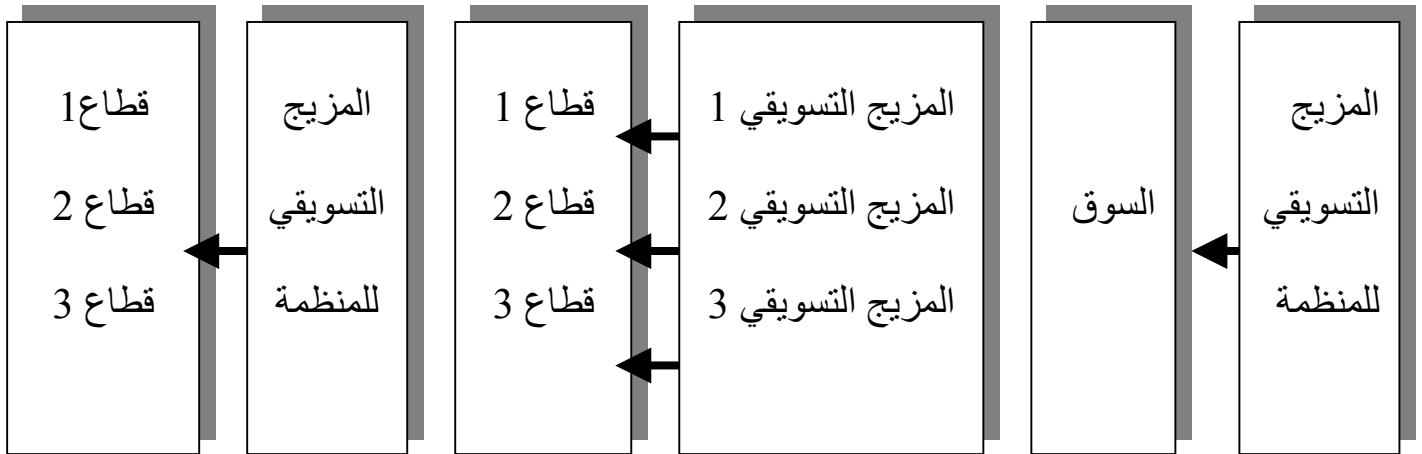 المزيج
التسويقي
للمنظمة
السوق
المزيج التسويقي 1
المزيج التسويقي 2
المزيج التسويقي 3
قطاع 1
قطاع 2
قطاع 3
المزيج
التسويقي
للمنظمة
قطاع1
قطاع 2
قطاع 3